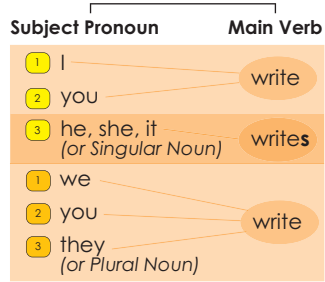 Subject Pronoun Main Verb
1 I
write
2 you
3 he, she, it
writes
(or Singular Noun)
1 we
2 you
write
3 they
(or Plural Noun)